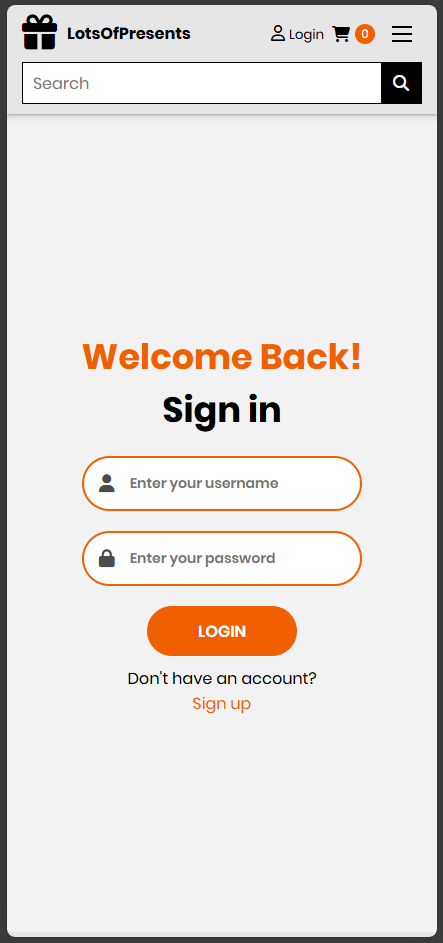 LotsOfPresents Login 0
Search
Welcome Back!
Sign in
Enter your username
Enter your password
LOGIN
Don't have an account?
Sign up